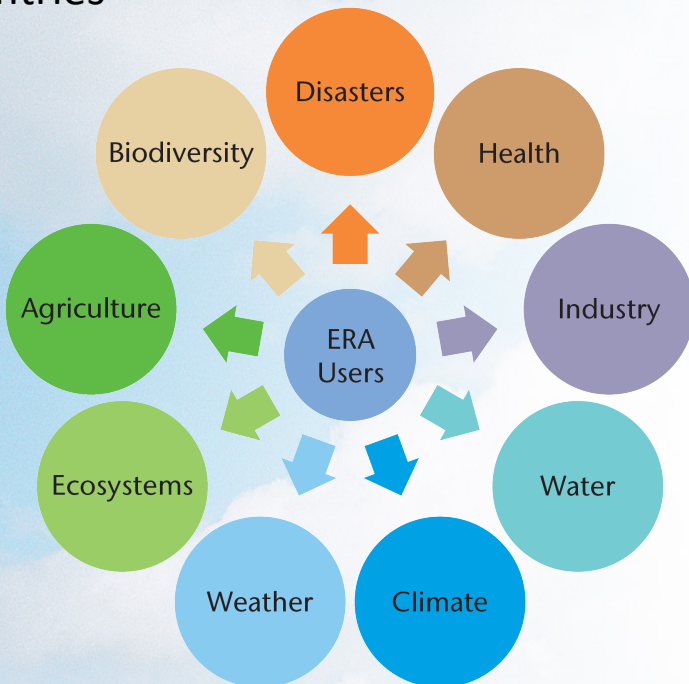 Disasters
Health
Industry
Water
Climate
Weather
Ecosystems
Agriculture
Biodiversity
ERA
Users